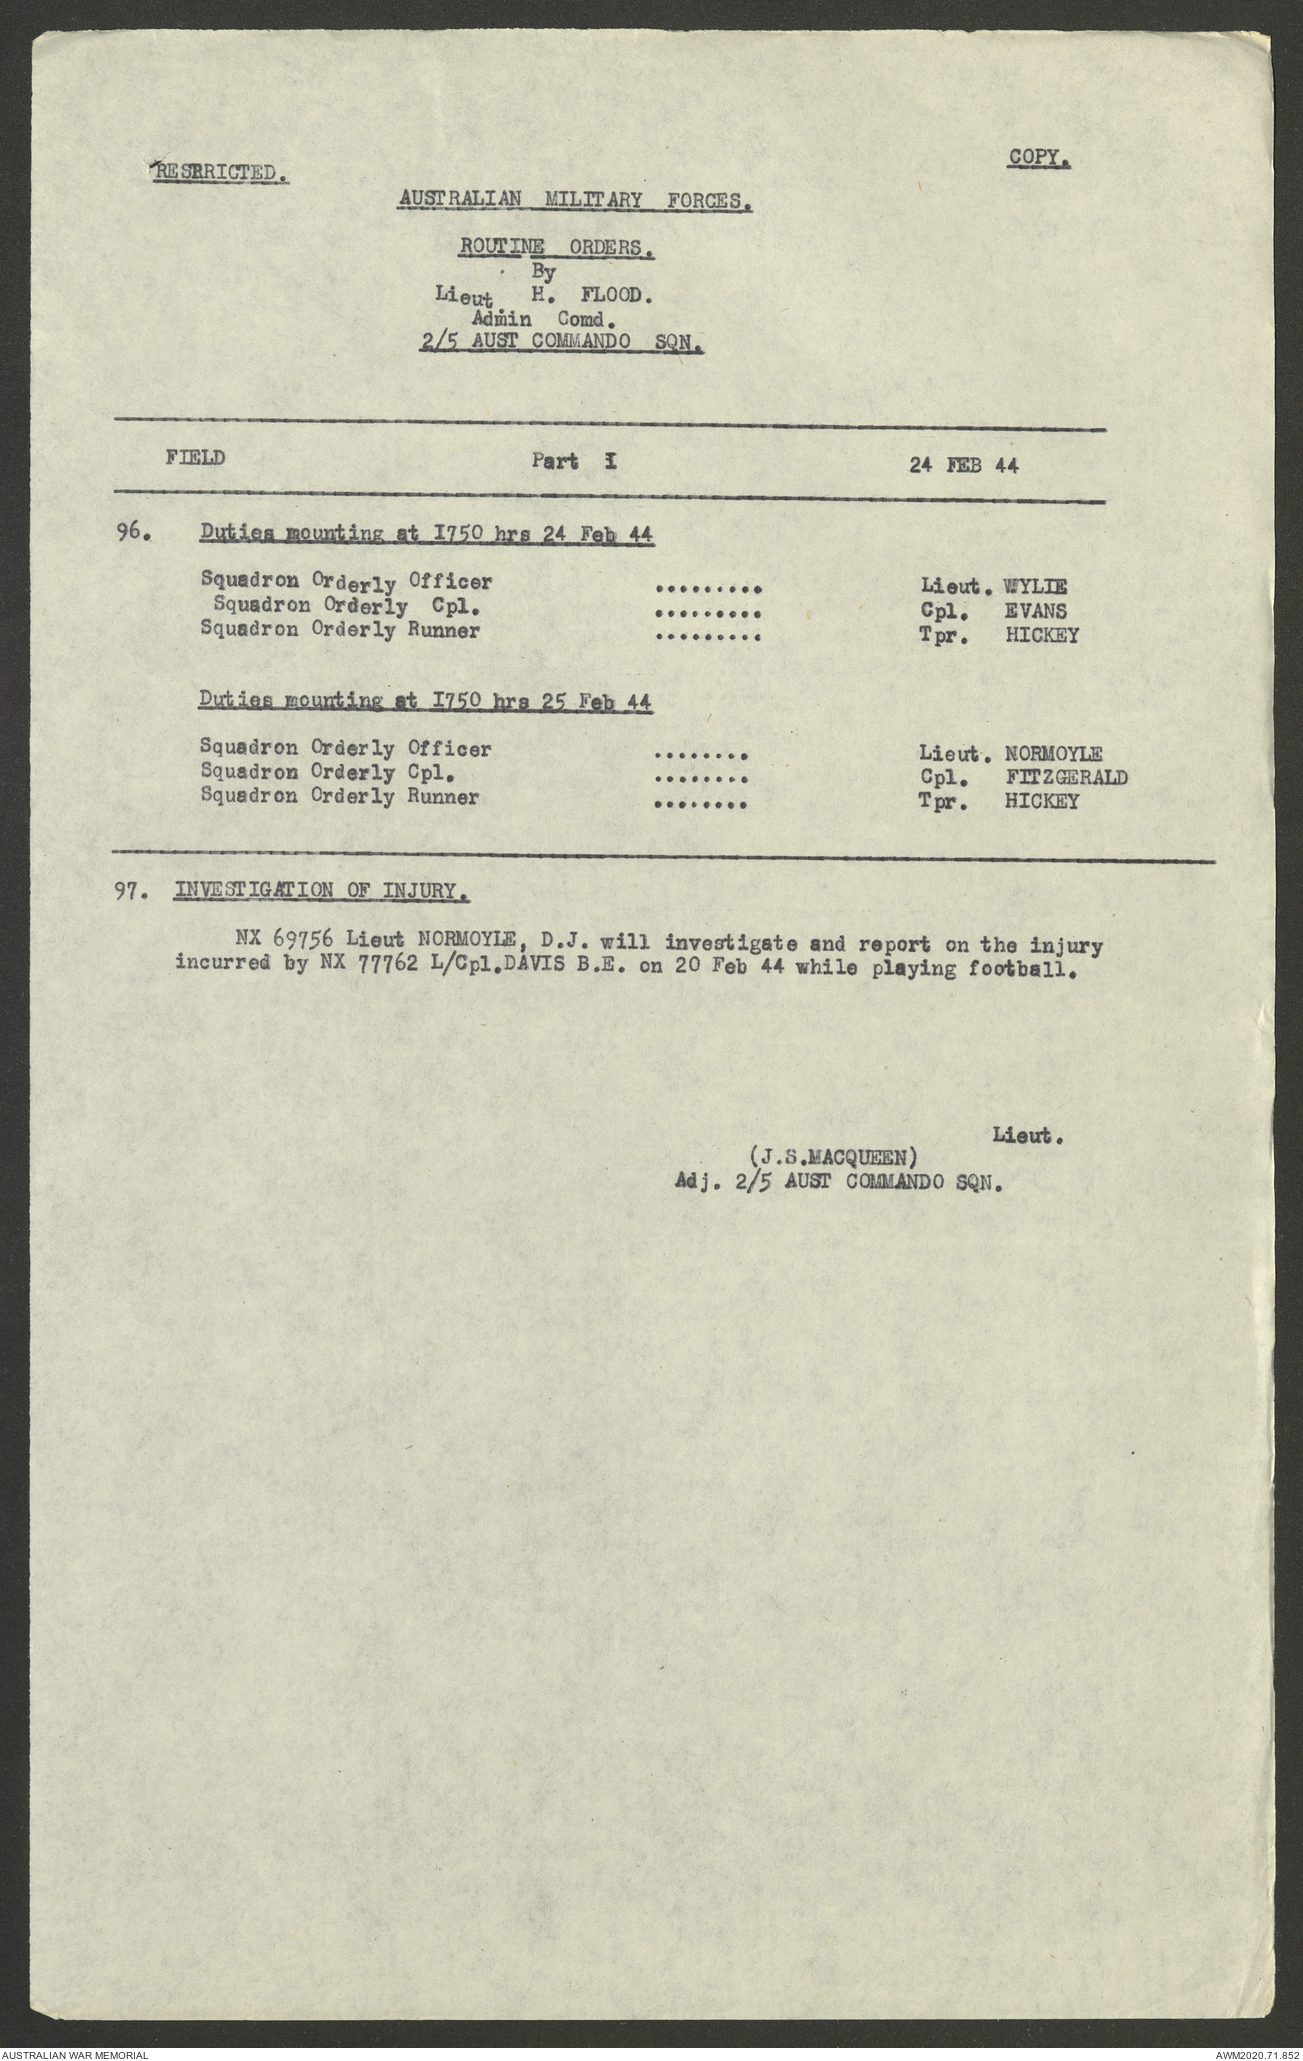 RESRRICTED.
COPY.
AUSTRALIAN MILITARY FORCES.
ROUTINE ORDERS.
By
Lieut. H. FLOOD.
Admin Comd.
2/5 AUST COMMANDO SQN.
FIELD Part I 24 FEB 44
96. Duties mounting at I750 hrs 24 Feb 44
Squadron Orderly Officer ......... Lieut. WYLIE
Squadron Orderly Cpl. ......... Cpl. EVANS
Squadron Orderly Runner ......... Tpr. HICKEY
Duties mounting at I750 hrs 25 Feb 44
Squadron Orderly Officer ........ Lieut. NORMOYLE
Squadron Orderly Cpl. ........ Cpl. FITZGERALD
Squadron Orderly Runner ........ Tpr. HICKEY
97. INVESTIGATION OF INJURY.
NX 69756 Lieut NORMOYLE, D.J. will investigate and report on the injury
incurred by NX 77762 L/Cpl.DAVIS B.E. on 20 Feb 44 while playing football.
Lieut.
(J.S.MACQUEEN)
Adj. 2/5 AUST COMMANDO SQN.
AUSTRALIAN WAR MEMORIAL
AWM2020.71.852